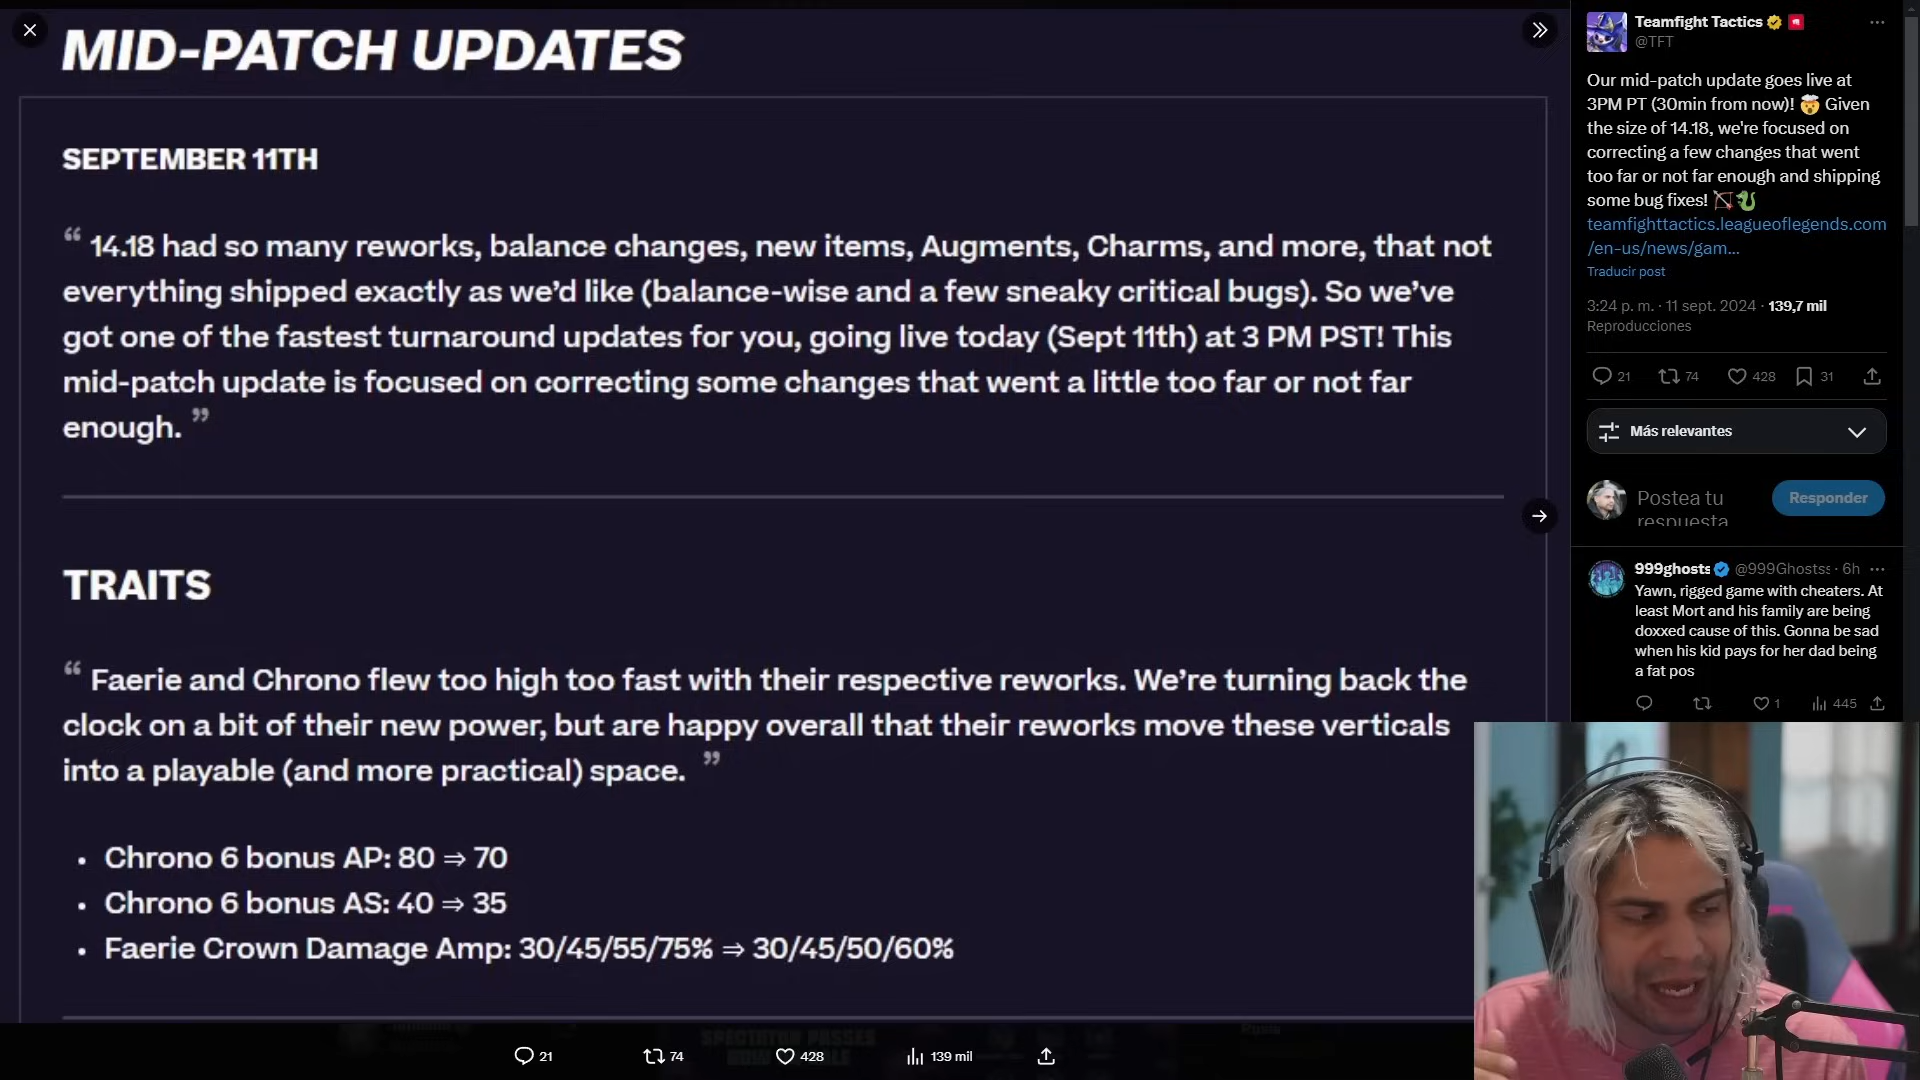 MID-PATCH UPDATES
SEPTEMBER 11TH
“ 14.18 had so many reworks, balance changes, new items, Augments, Charms, and more, that not
everything shipped exactly as we’d like (balance-wise and a few sneaky critical bugs). So we’ve
got one of the fastest turnaround updates for you, going live today (Sept 11th) at 3 PM PST! This
mid-patch update is focused on correcting some changes that went a little too far or not far
enough. ”
TRAITS
“ Faerie and Chrono flew too high too fast with their respective reworks. We’re turning back the
clock on a bit of their new power, but are happy overall that their reworks move these verticals
into a playable (and more practical) space. ”
• Chrono 6 bonus AP: 80 ⇒ 70
• Chrono 6 bonus AS: 40 ⇒ 35
• Faerie Crown Damage Amp: 30/45/55/75% ⇒ 30/45/50/60%
SPECTATOR PASSES
21
74
428
139 mil
Teamfight Tactics
@TFT
Our mid-patch update goes live at
3PM PT (30min from now)! 🤯 Given
the size of 14.18, we're focused on
correcting a few changes that went
too far or not far enough and shipping
some bug fixes! 🏹🐍
teamfighttactics.leagueoflegends.com
/en-us/news/gam…
Traducir post
3:24 p. m. · 11 sept. 2024 · 139,7 mil
Reproducciones
21
74
428
31
Más relevantes
Postea tu
respuesta
Responder
999ghosts @999Ghosts · 6h
Yawn, rigged game with cheaters. At
least Mort and his family are being
doxxed cause of this. Gonna be sad
when his kid pays for her dad being
a fat pos
1
445